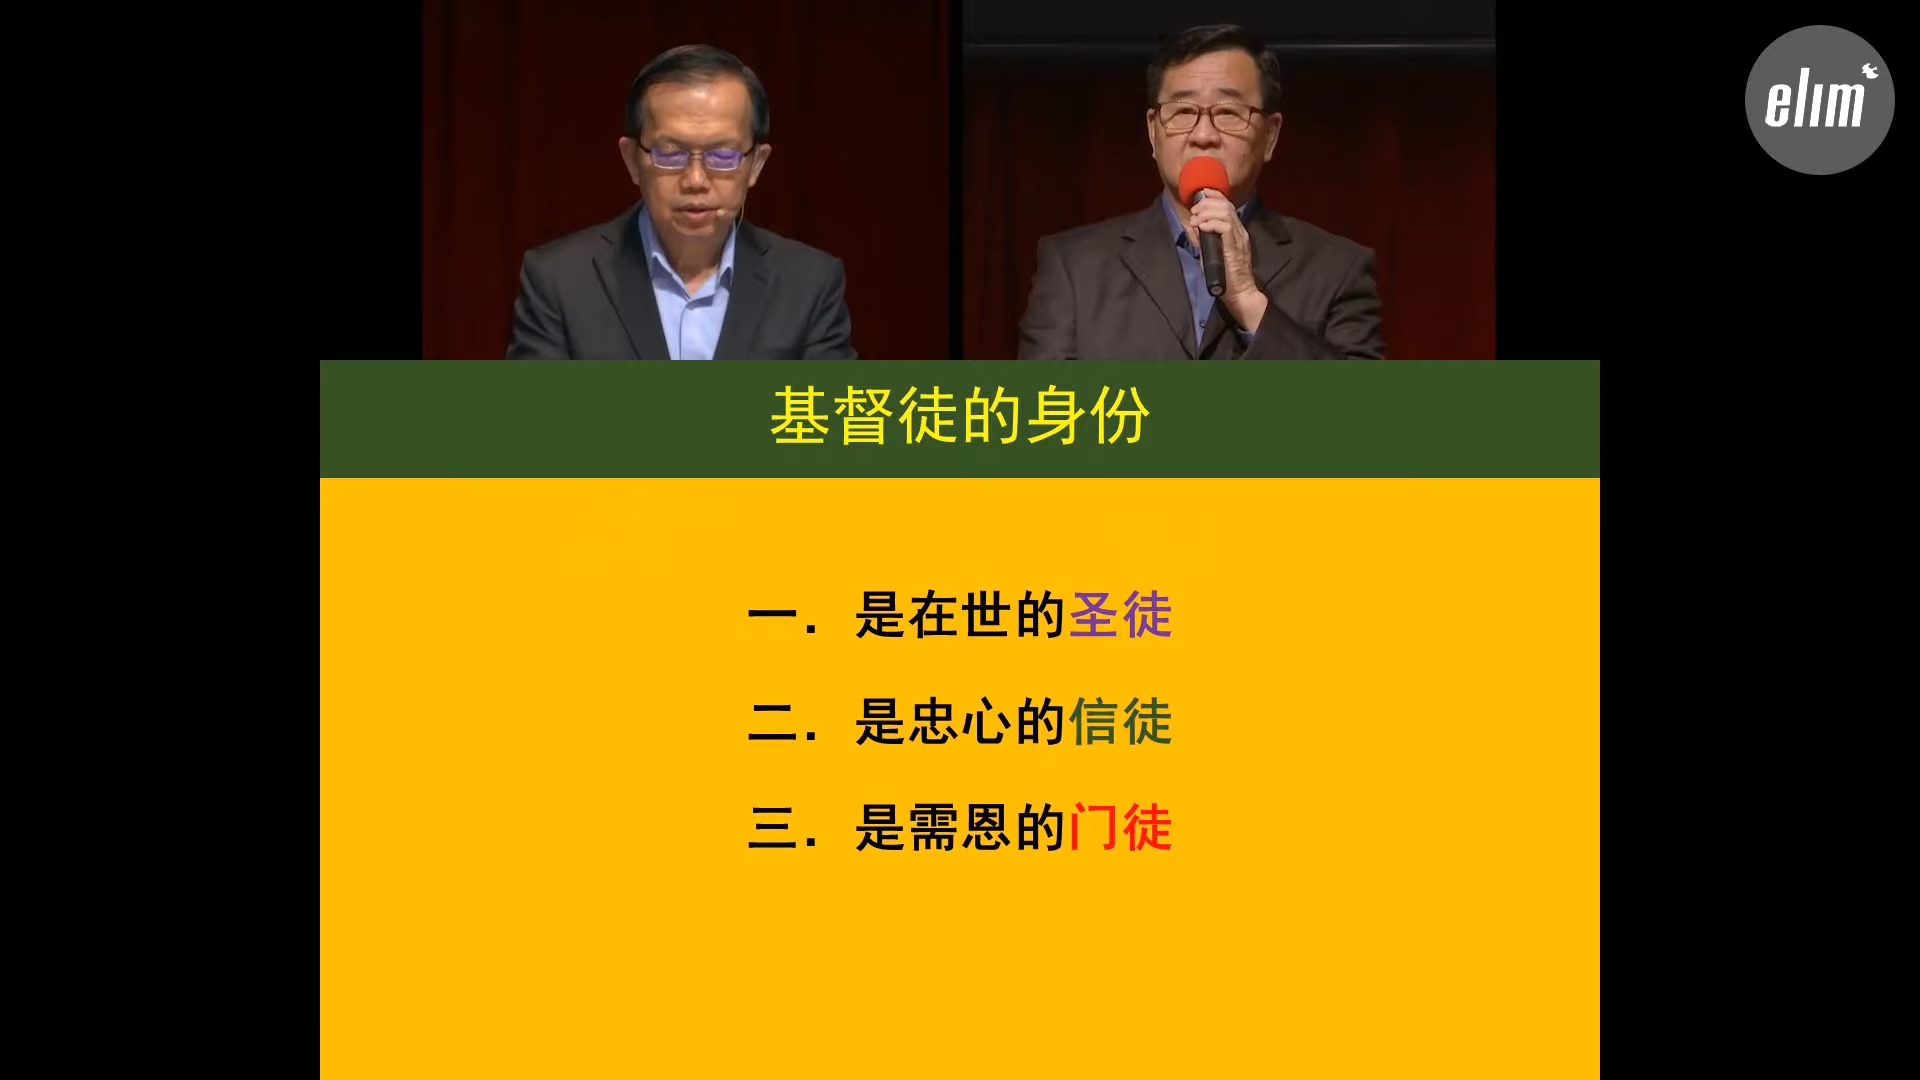 elim
基督徒的身份
一. 是在世的圣徒
二. 是忠心的信徒
三. 是需恩的门徒